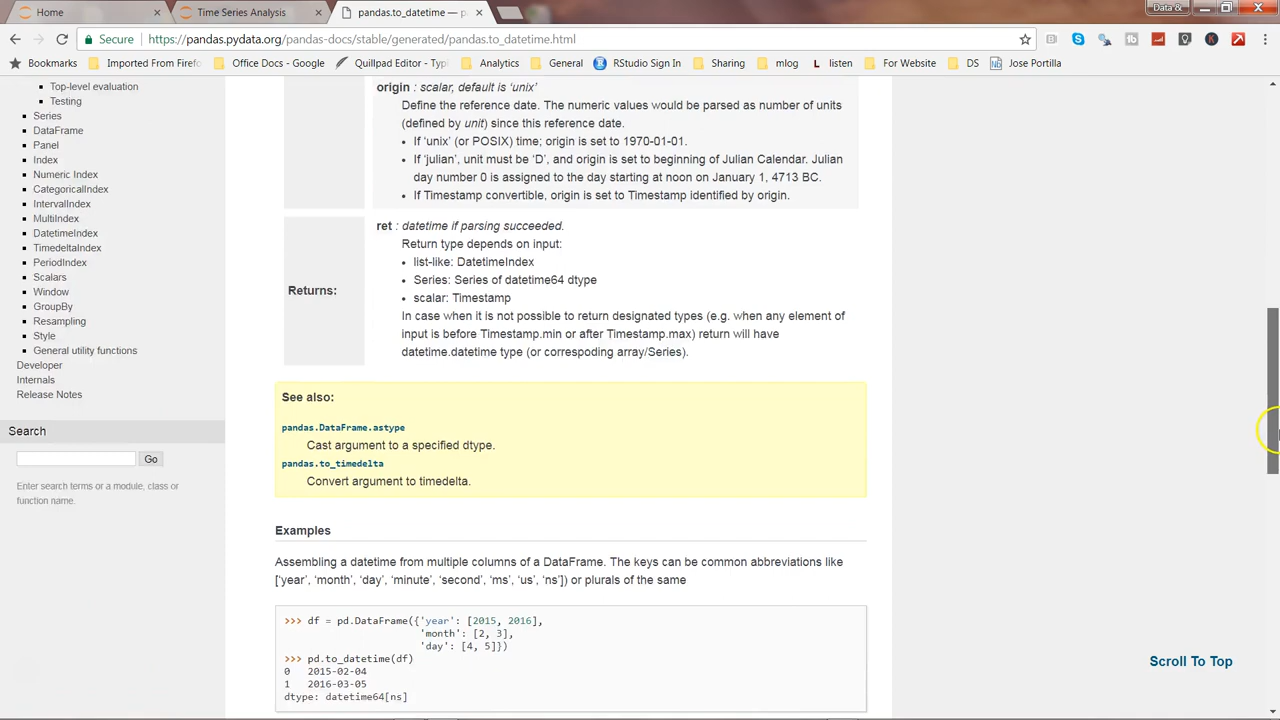 Home
Time Series Analysis
pandas.to_datetime — p
Data &
Secure
https://pandas.pydata.org/pandas-docs/stable/generated/pandas.to_datetime.html
Bookmarks
Imported From Firefo
Office Docs - Google
Quillpad Editor - Typi
Analytics
General
RStudio Sign In
Sharing
mlog
listen
For Website
DS
Jose Portilla
Top-level evaluation
Testing
Series
DataFrame
Panel
Index
Numeric Index
CategoricalIndex
IntervalIndex
MultiIndex
DatetimeIndex
TimedeltaIndex
PeriodIndex
Scalars
Window
GroupBy
Resampling
Style
General utility functions
Developer
Internals
Release Notes
Search
Go
Enter search terms or a module, class or
function name.
origin : scalar, default is ‘unix’
Define the reference date. The numeric values would be parsed as number of units
(defined by unit) since this reference date.
• If ‘unix’ (or POSIX) time; origin is set to 1970-01-01.
• If ‘julian’, unit must be ‘D’, and origin is set to beginning of Julian Calendar. Julian
day number 0 is assigned to the day starting at noon on January 1, 4713 BC.
• If Timestamp convertible, origin is set to Timestamp identified by origin.
Returns:
ret : datetime if parsing succeeded.
Return type depends on input:
• list-like: DatetimeIndex
• Series: Series of datetime64 dtype
• scalar: Timestamp
In case when it is not possible to return designated types (e.g. when any element of
input is before Timestamp.min or after Timestamp.max) return will have
datetime.datetime type (or correspoding array/Series).
See also:
pandas.DataFrame.astype
Cast argument to a specified dtype.
pandas.to_timedelta
Convert argument to timedelta.
Examples
Assembling a datetime from multiple columns of a DataFrame. The keys can be common abbreviations like
[‘year’, ‘month’, ‘day’, ‘minute’, ‘second’, ‘ms’, ‘us’, ‘ns’]) or plurals of the same
>>> df = pd.DataFrame({'year': [2015, 2016],
'month': [2, 3],
'day': [4, 5]})
>>> pd.to_datetime(df)
0 2015-02-04
1 2016-03-05
dtype: datetime64[ns]
Scroll To Top